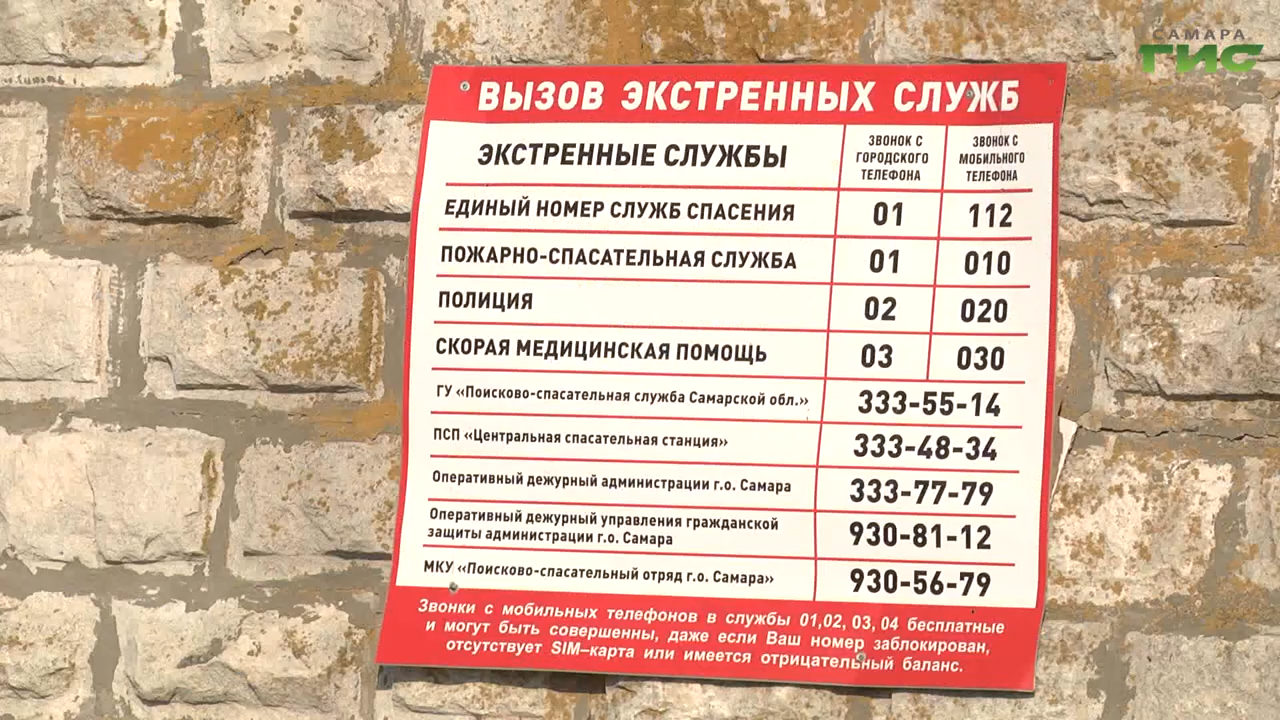 САМАРА
ГИС
ВЫЗОВ ЭКСТРЕННЫХ СЛУЖБ
ЭКСТРЕННЫЕ СЛУЖБЫ
ЗВОНОК С
ГОРОДСКОГО
ТЕЛЕФОНА
ЗВОНОК С
МОБИЛЬНОГО
ТЕЛЕФОНА
ЕДИНЫЙ НОМЕР СЛУЖБ СПАСЕНИЯ 01 112
ПОЖАРНО-СПАСАТЕЛЬНАЯ СЛУЖБА 01 010
ПОЛИЦИЯ 02 020
СКОРАЯ МЕДИЦИНСКАЯ ПОМОЩЬ 03 030
ГУ «Поисково-спасательная служба Самарской обл.» 333-55-14
ПСП «Центральная спасательная станция» 333-48-34
Оперативный дежурный администрации г.о. Самара 333-77-79
Оперативный дежурный управления гражданской
защиты администрации г.о. Самара 930-81-12
МКУ «Поисково-спасательный отряд г.о. Самара» 930-56-79
Звонки с мобильных телефонов в службы 01,02, 03, 04 бесплатные
и могут быть совершенны, даже если Ваш номер заблокирован,
отсутствует SIM–карта или имеется отрицательный баланс.